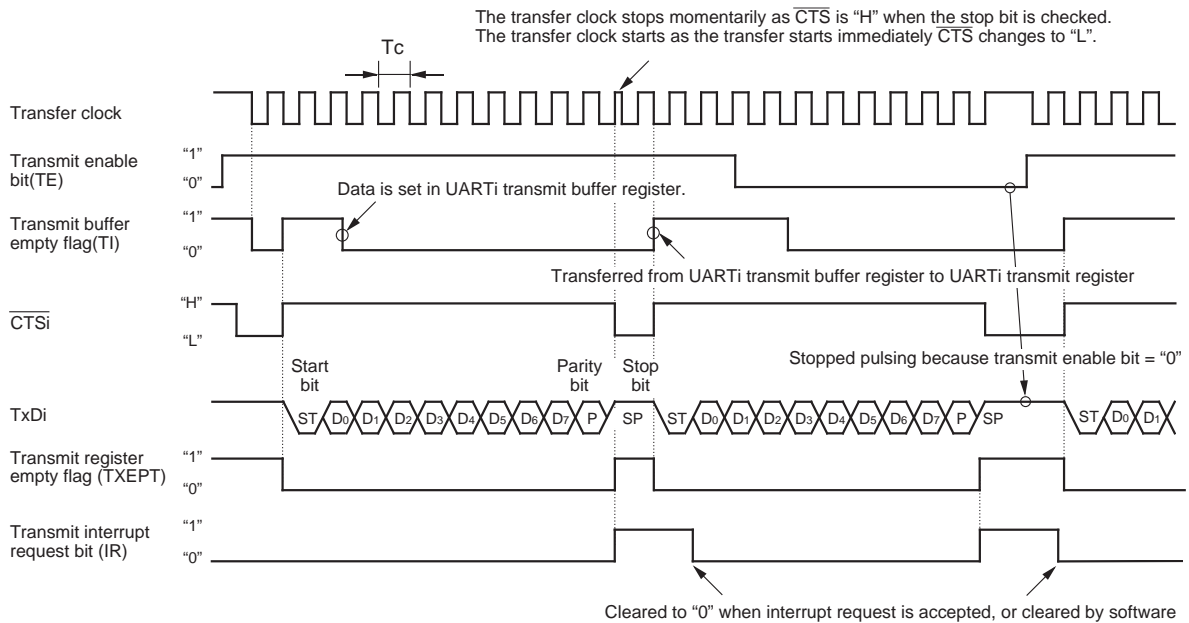 The transfer clock stops momentarily as CTS is “H” when the stop bit is checked.
The transfer clock starts as the transfer starts immediately CTS changes to “L”.
Tc
Transfer clock
Transmit enable
bit(TE)
“1”
“0”
Data is set in UARTi transmit buffer register.
Transmit buffer
empty flag(TI)
“1”
“0”
Transferred from UARTi transmit buffer register to UARTi transmit register
CTSi
“H”
“L”
Stopped pulsing because transmit enable bit = “0”
Start
bit
Parity
bit
Stop
bit
TxDi
ST D0 D1 D2 D3 D4 D5 D6 D7 P SP ST D0 D1 D2 D3 D4 D5 D6 D7 P SP ST D0 D1
Transmit register
empty flag (TXEPT)
“1”
“0”
Transmit interrupt
request bit (IR)
“1”
“0”
Cleared to “0” when interrupt request is accepted, or cleared by software